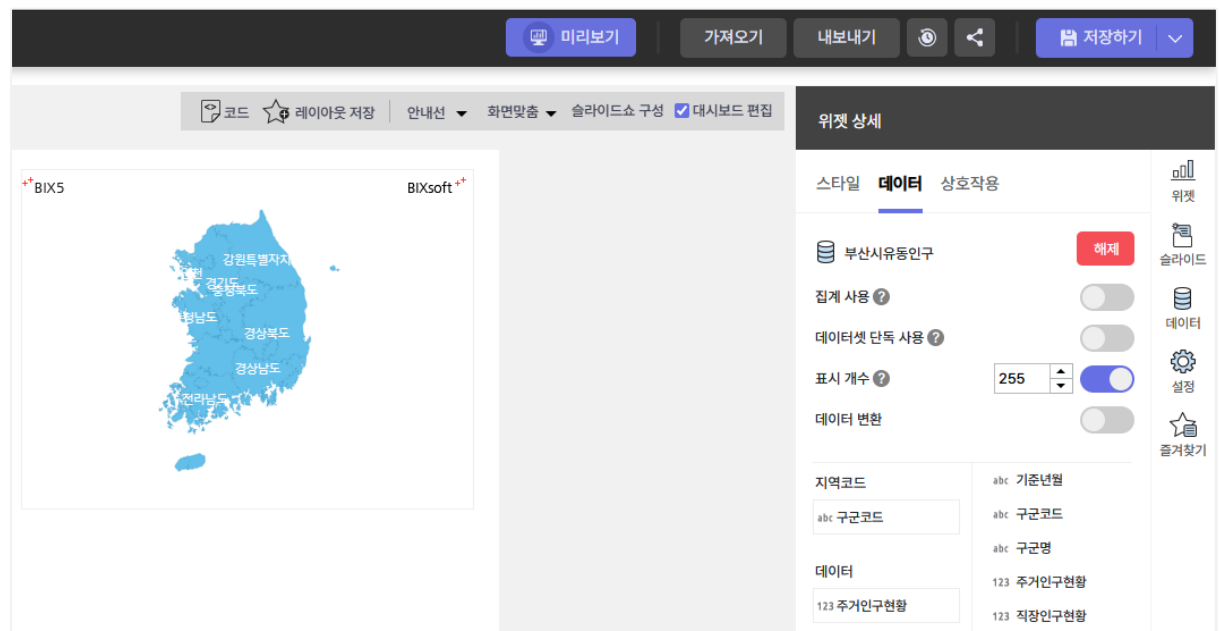 미리보기
가져오기
내보내기
저장하기
코드
레이아웃 저장
안내선
화면맞춤
슬라이드쇼 구성
대시보드 편집
BIX5
BIXsoft
강원특별자치
경기도
충청북도
경상북도
경상남도
전라남도
위젯 상세
스타일 데이터 상호작용
부산시유동인구
해제
집계 사용 ?
데이터셋 단독 사용 ?
표시 개수 ?
255
데이터 변환
지역코드
abc 구군코드
데이터
123 주거인구현황
abc 기준년월
abc 구군코드
abc 구군명
123 주거인구현황
123 직장인구현황
위젯
슬라이드
데이터
설정
즐겨찾기